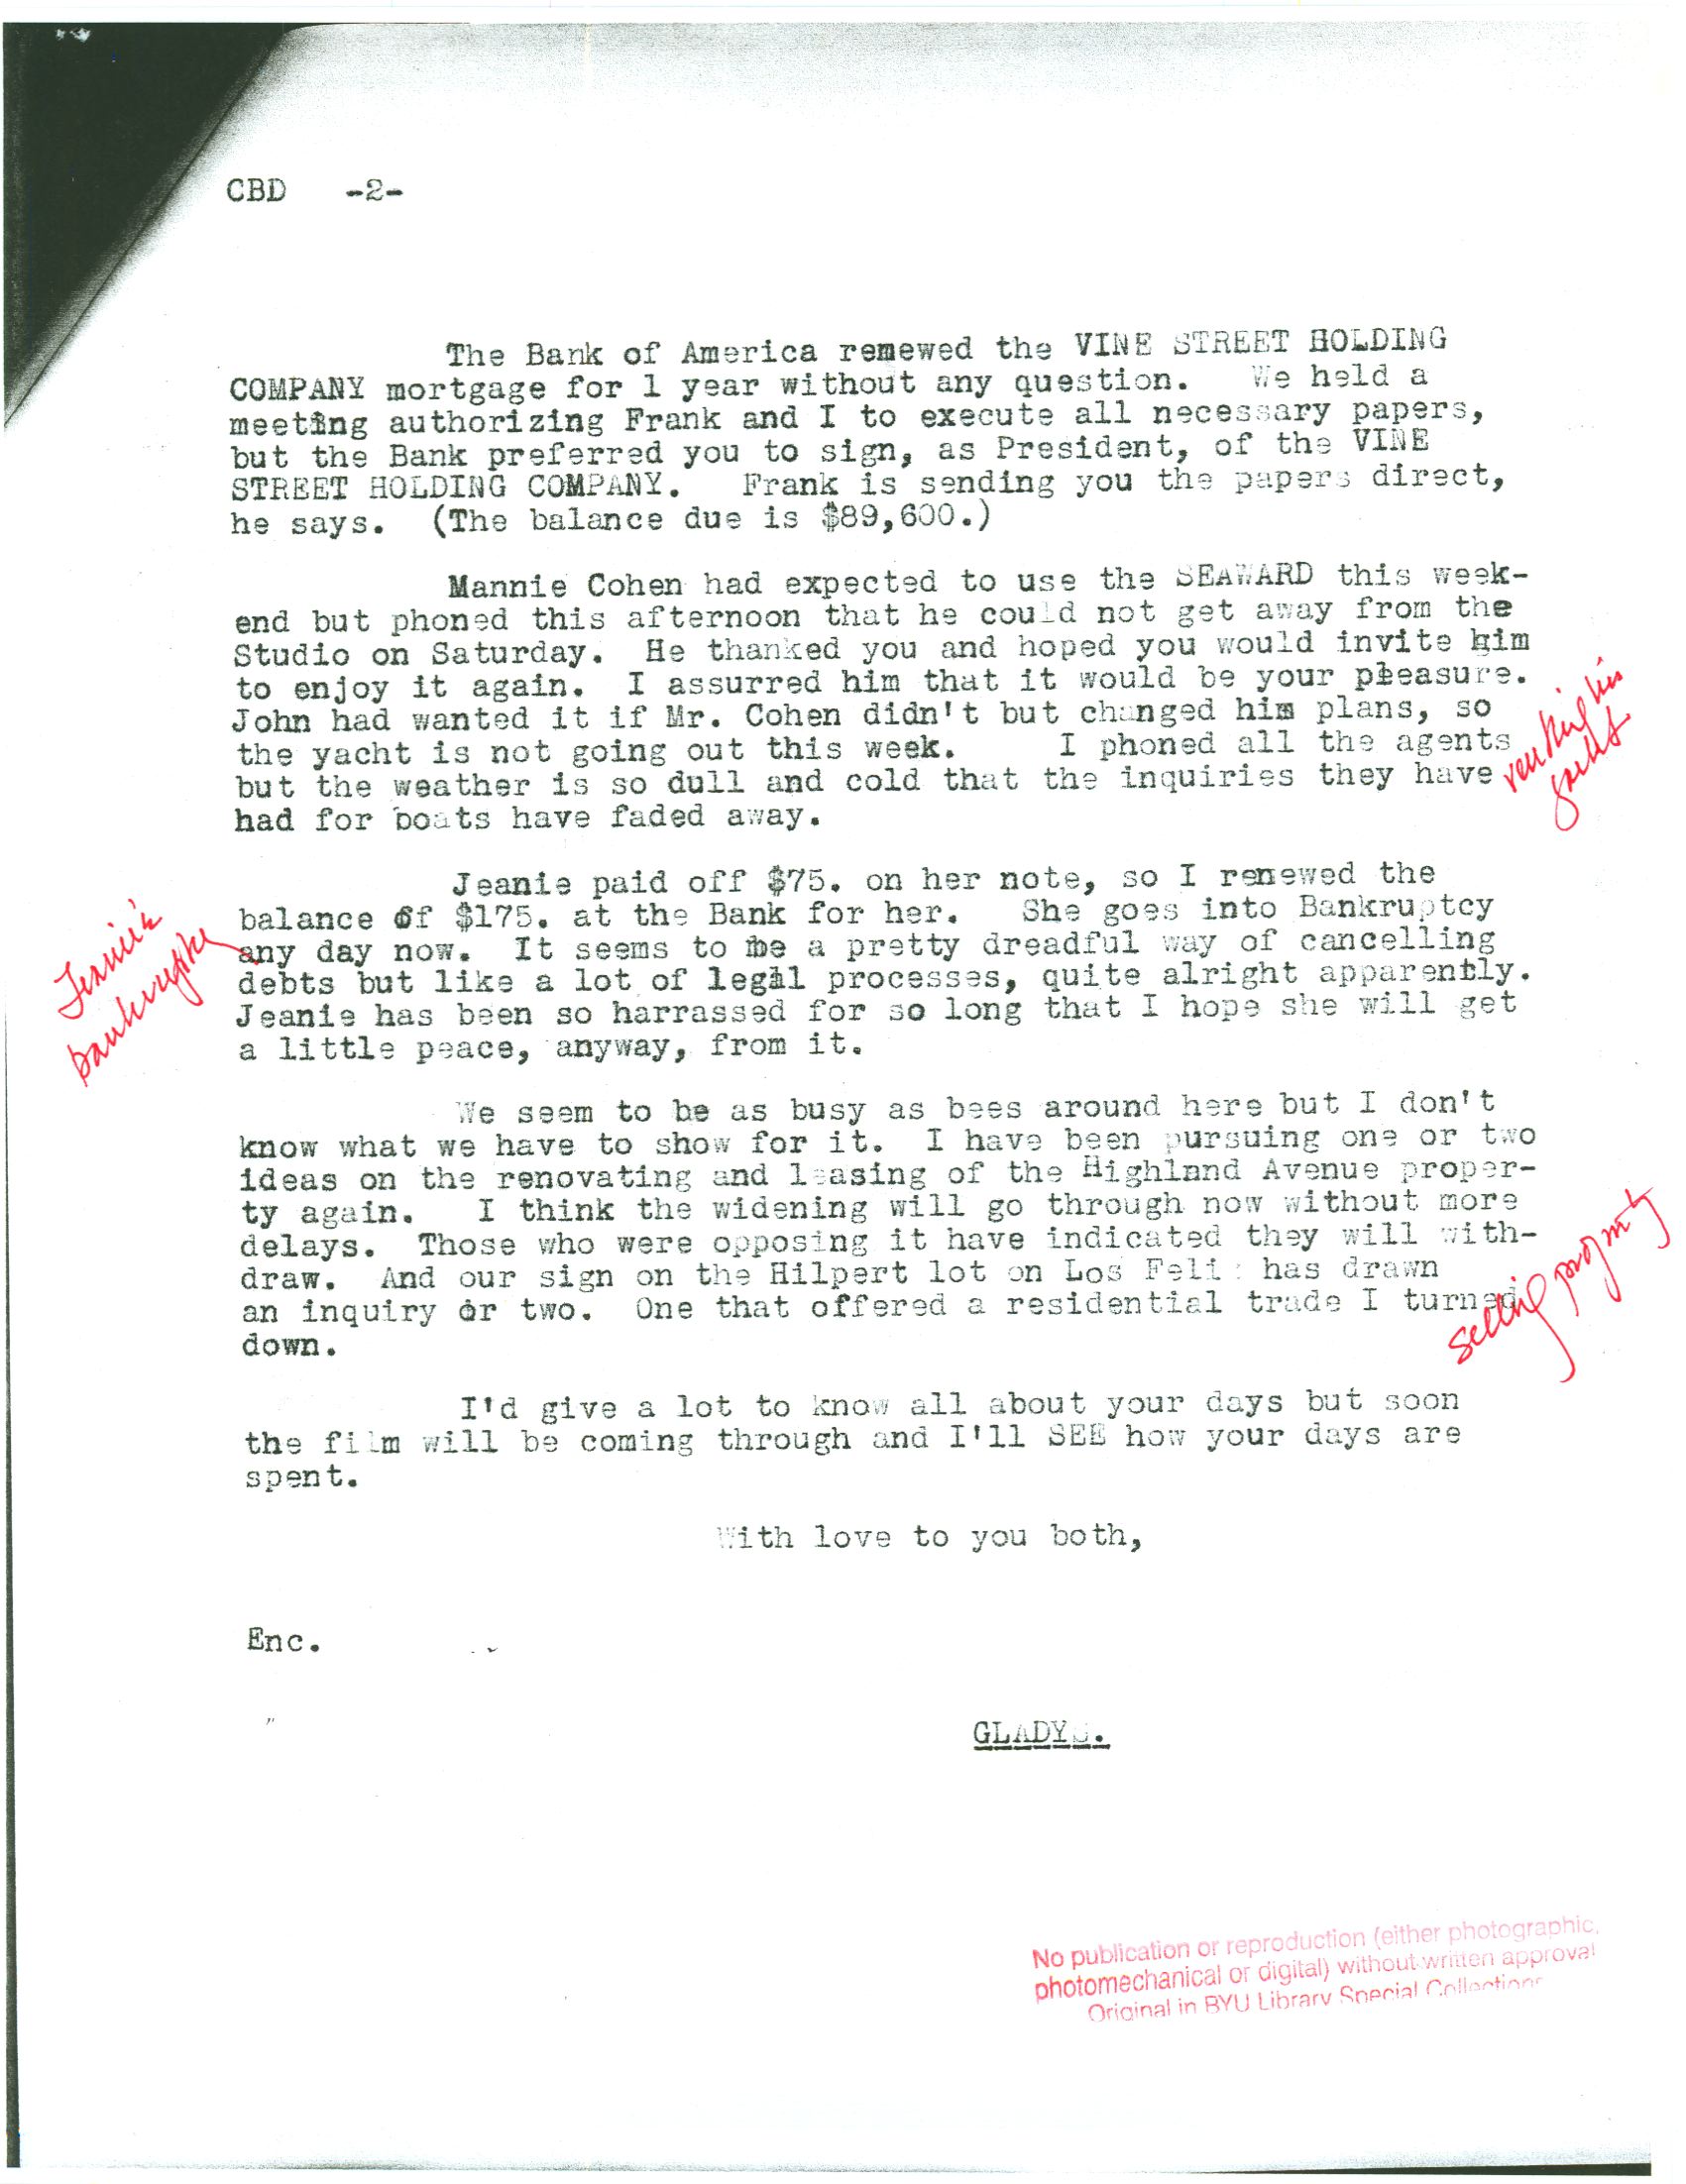 CBD -2-
The Bank of America renewed the VINE STREET HOLDING
COMPANY mortgage for 1 year without any question. We held a
meeting authorizing Frank and I to execute all necessary papers,
but the Bank preferred you to sign, as President, of the VINE
STREET HOLDING COMPANY. Frank is sending you the papers direct,
he says. (The balance due is $89,600.)
Mannie Cohen had expected to use the SEAWARD this week-
end but phoned this afternoon that he could not get away from the
Studio on Saturday. He thanked you and hoped you would invite him
to enjoy it again. I assurred him that it would be your pleasure.
John had wanted it if Mr. Cohen didn't but changed him plans, so
the yacht is not going out this week. I phoned all the agents
but the weather is so dull and cold that the inquiries they have
had for boats have faded away.
renting his
yacht
Jeanie paid off $75. on her note, so I renewed the
balance of $175. at the Bank for her. She goes into Bankruptcy
any day now. It seems to be a pretty dreadful way of cancelling
debts but like a lot of legal processes, quite alright apparently.
Jeanie has been so harrassed for so long that I hope she will get
a little peace, anyway, from it.
Jennie's
bankruptcy
We seem to be as busy as bees around here but I don't
know what we have to show for it. I have been pursuing one or two
ideas on the renovating and leasing of the Highland Avenue proper-
ty again. I think the widening will go through now without more
delays. Those who were opposing it have indicated they will with-
draw. And our sign on the Hilpert lot on Los Feliz has drawn
an inquiry or two. One that offered a residential trade I turned
down.
selling property
I'd give a lot to know all about your days but soon
the film will be coming through and I'll SEE how your days are
spent.
With love to you both,
Enc.
GLADYS.
No publication or reproduction (either photographic,
photomechanical or digital) without written approval
Original in BYU Library Special Collections